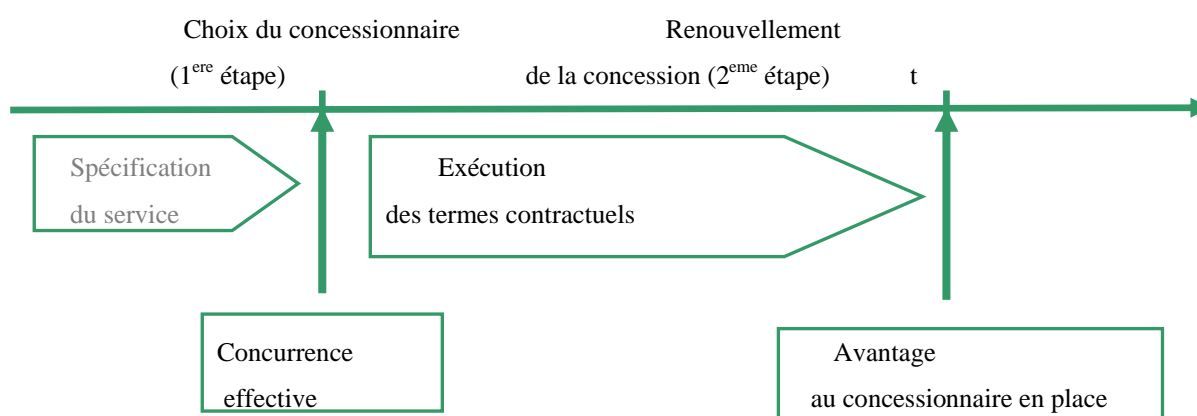 Choix du concessionnaire
(1ere étape)
Renouvellement
de la concession (2eme étape)
t
Spécification
du service
Exécution
des termes contractuels
Concurrence
effective
Avantage
au concessionnaire en place